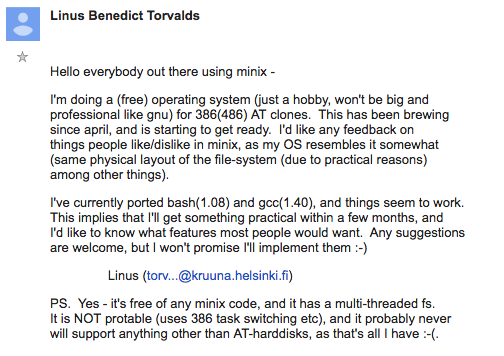 Linus Benedict Torvalds
Hello everybody out there using minix -
I'm doing a (free) operating system (just a hobby, won't be big and
professional like gnu) for 386(486) AT clones.  This has been brewing
since april, and is starting to get ready.  I'd like any feedback on
things people like/dislike in minix, as my OS resembles it somewhat
(same physical layout of the file-system (due to practical reasons)
among other things).
I've currently ported bash(1.08) and gcc(1.40), and things seem to work.
This implies that I'll get something practical within a few months, and
I'd like to know what features most people would want.  Any suggestions
are welcome, but I won't promise I'll implement them :-)
Linus (torv...@kruuna.helsinki.fi)
PS.  Yes - it's free of any minix code, and it has a multi-threaded fs.
It is NOT protable (uses 386 task switching etc), and it probably never
will support anything other than AT-harddisks, as that's all I have :-(.